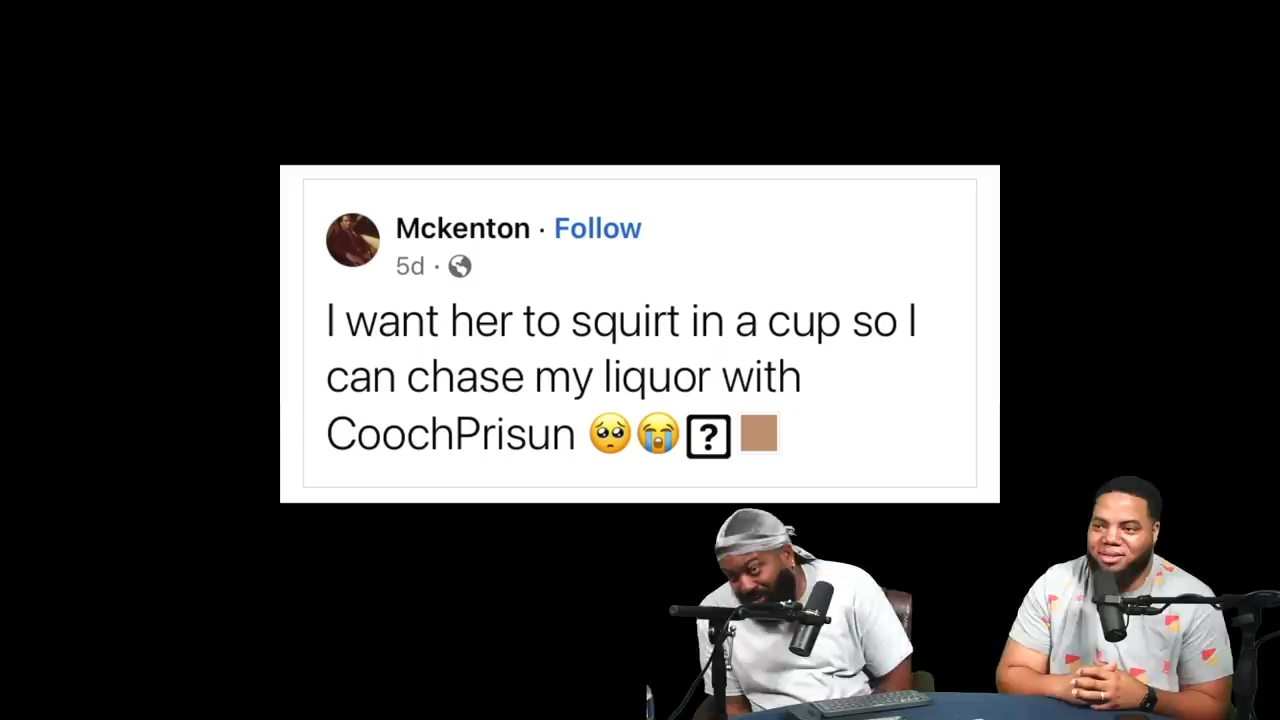 Mckenton · Follow
5d ·
I want her to squirt in a cup so I
can chase my liquor with
CoochPrisun 🥺😭⍰🏽